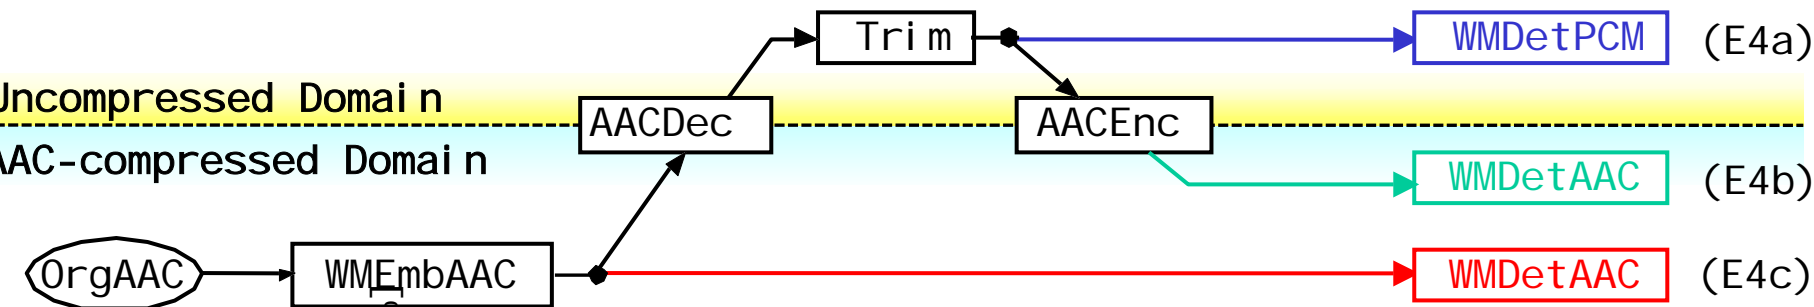 Trim WMDetPCM (E4a)
Uncompressed Domain
AACDec AACEnc
AAC-compressed Domain
WMDetAAC (E4b)
OrgAAC WMEmbAAC WMDetAAC (E4c)